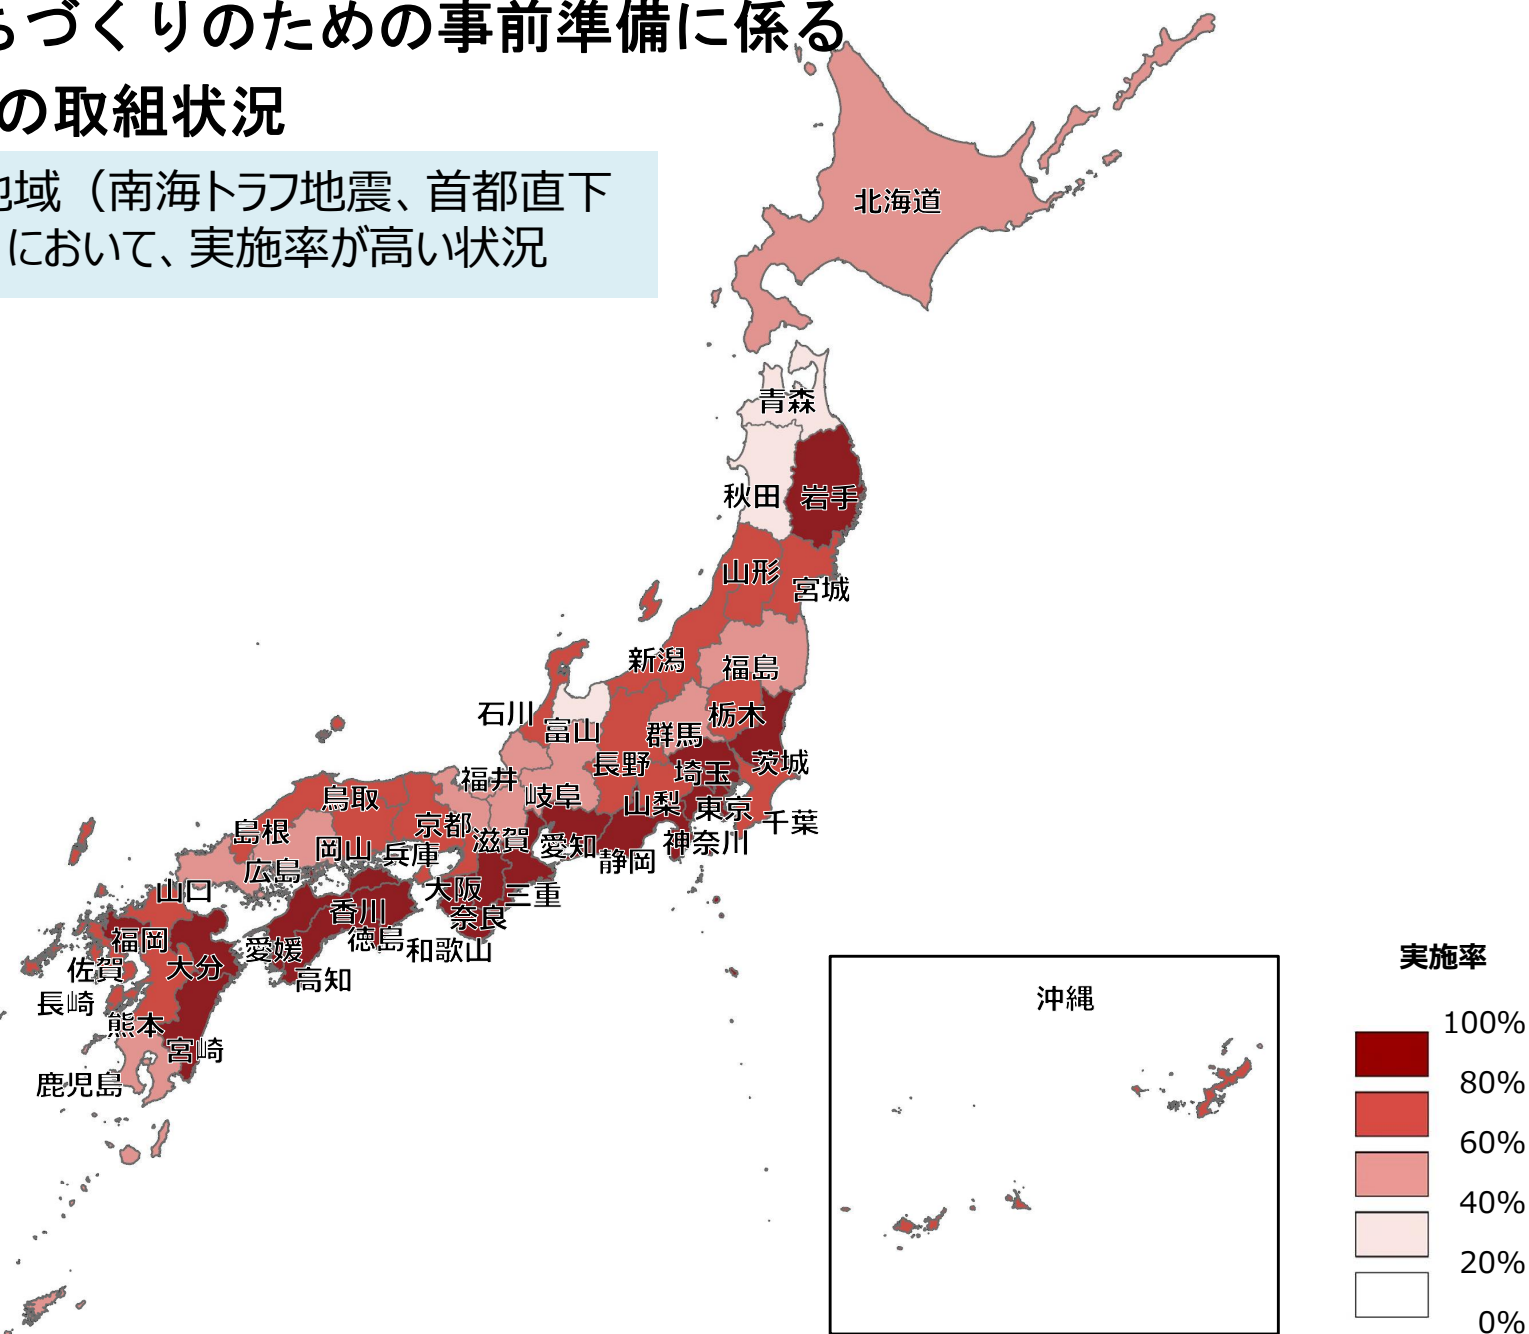 ちづくりのための事前準備に係る
の取組状況
地域（南海トラフ地震、首都直下
において、実施率が高い状況
北海道
青森
秋田
岩手
山形
宮城
新潟
福島
石川
富山
群馬
栃木
福井
岐阜
長野
埼玉
茨城
鳥取
山梨
東京
千葉
島根
京都
岡山
兵庫
滋賀
愛知
静岡
神奈川
広島
山口
大阪
三重
香川
奈良
福岡
愛媛
徳島
和歌山
佐賀
大分
高知
長崎
熊本
宮崎
鹿児島
沖縄
実施率
100%
80%
60%
40%
20%
0%